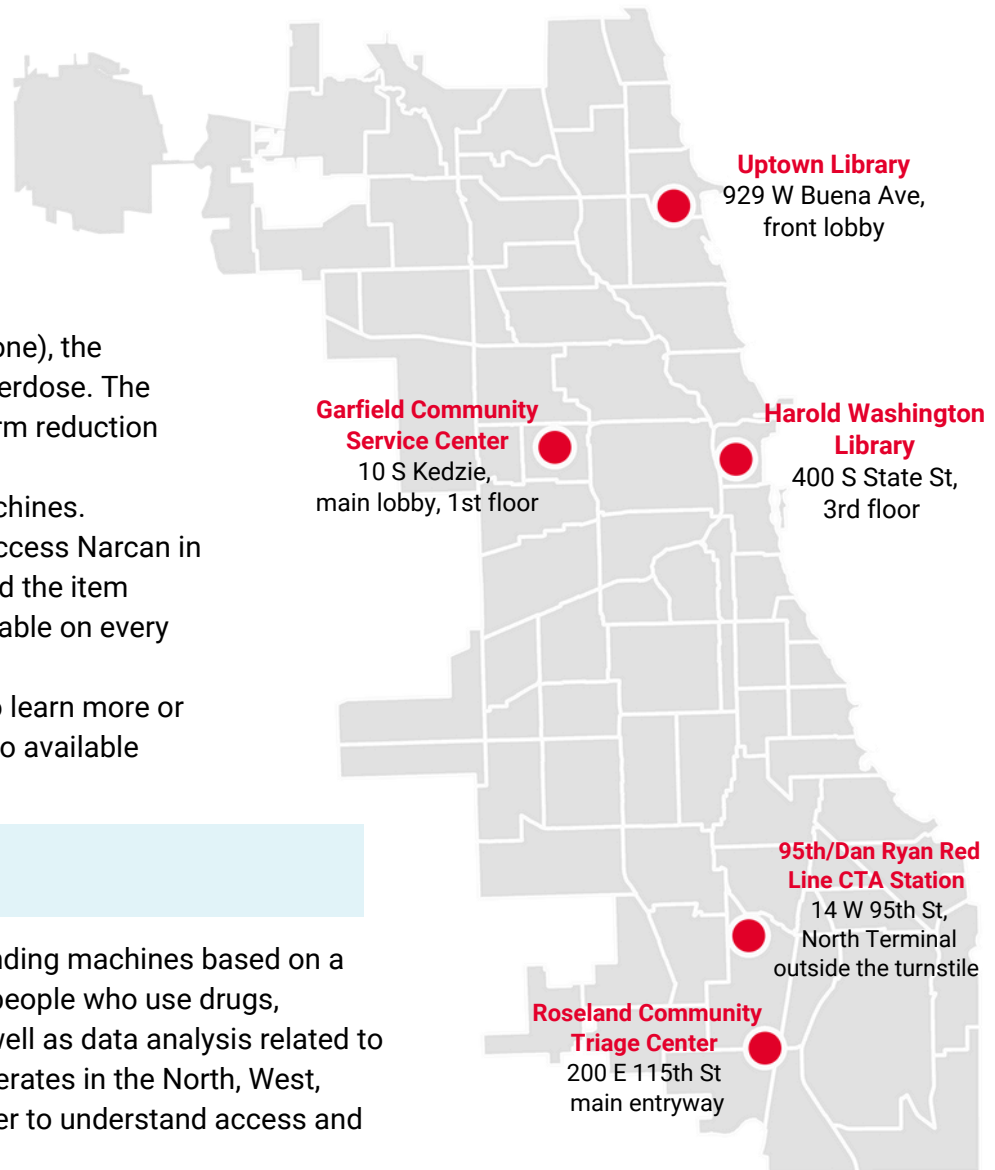 Uptown Library
929 W Buena Ave,
front lobby
one), the
erdose. The
rm reduction
chines.
ccess Narcan in
d the item
able on every
o learn more or
o available
Garfield Community
Service Center
10 S Kedzie,
main lobby, 1st floor
Harold Washington
Library
400 S State St,
3rd floor
95th/Dan Ryan Red
Line CTA Station
14 W 95th St,
North Terminal
outside the turnstile
nding machines based on a
people who use drugs,
well as data analysis related to
erates in the North, West,
er to understand access and
Roseland Community
Triage Center
200 E 115th St
main entryway